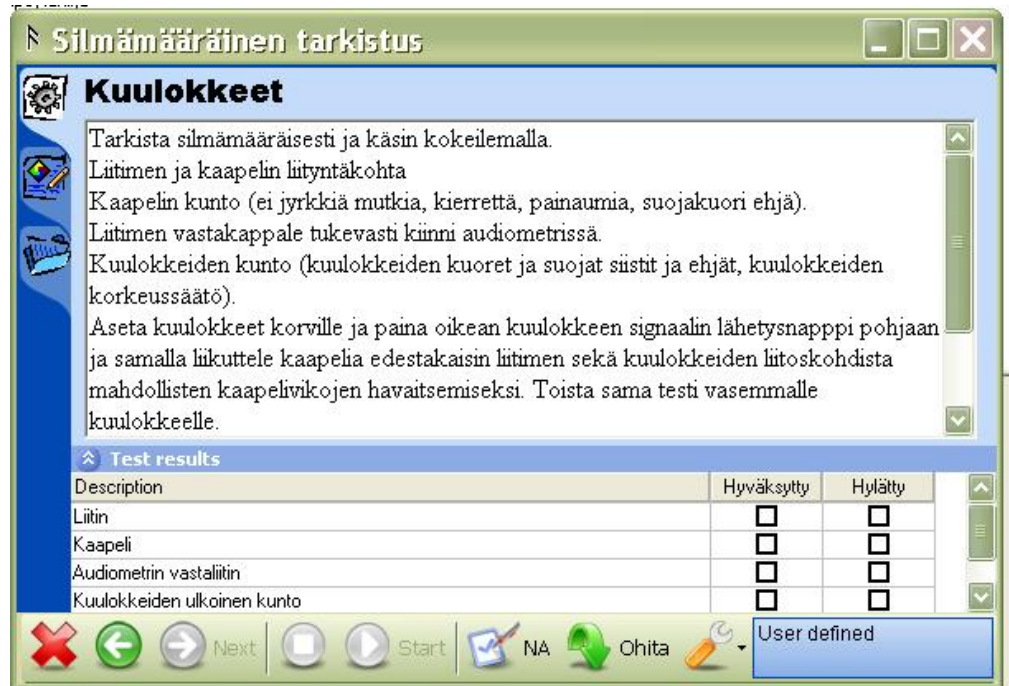 Silmämääräinen tarkistus
Kuulokkeet
Tarkista silmämääräisesti ja käsin kokeilemalla.
Liitimen ja kaapelin liityntäkohta
Kaapelin kunto (ei jyrkkiä mutkia, kierrettä, painaumia, suojakuori ehjä).
Liitimen vastakappale tukevasti kiinni audiometrissä.
Kuulokkeiden kunto (kuulokkeiden kuoret ja suojat siistit ja ehjät, kuulokkeiden
korkeussäätö).
Aseta kuulokkeet korville ja paina oikean kuulokkeen signaalin lähetysnapppi pohjaan
ja samalla liikuttele kaapelia edestakaisin liitimen sekä kuulokkeiden liitoskohdista
mahdollisten kaapelivikojen havaitsemiseksi. Toista sama testi vasemmalle
kuulokkeelle.
Test results
Description Hyväksytty Hylätty
Liitin
Kaapeli
Audiometrin vastaliitin
Kuulokkeiden ulkoinen kunto
Next Start NA Ohita User defined